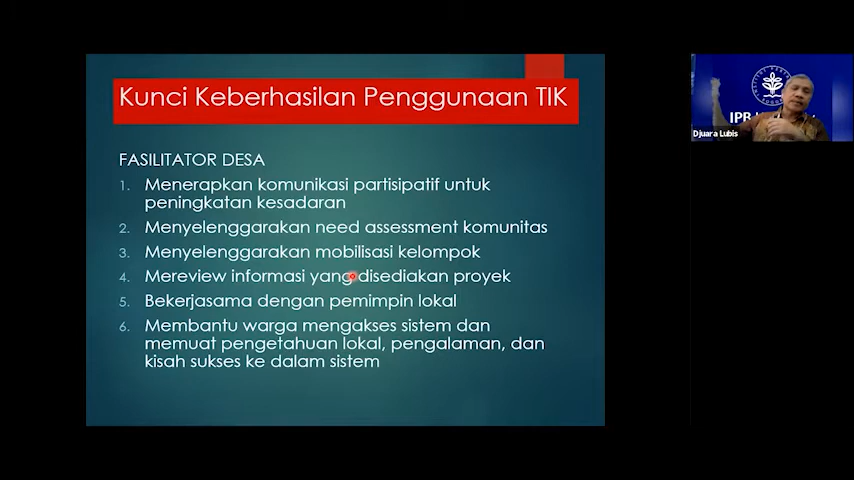 Kunci Keberhasilan Penggunaan TIK
FASILITATOR DESA
1. Menerapkan komunikasi partisipatif untuk
peningkatan kesadaran
2. Menyelenggarakan need assessment komunitas
3. Menyelenggarakan mobilisasi kelompok
4. Mereview informasi yang disediakan proyek
5. Bekerjasama dengan pemimpin lokal
6. Membantu warga mengakses sistem dan
memuat pengetahuan lokal, pengalaman, dan
kisah sukses ke dalam sistem
IPB
Djuara Lubis